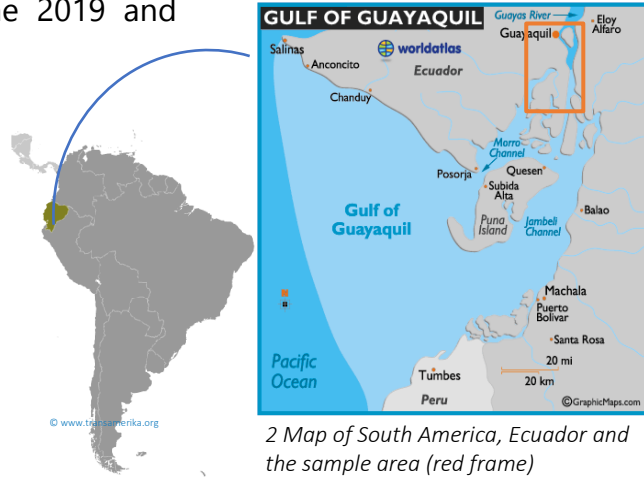 ne 2019 and
GULF OF GUAYAQUIL
Guayas River
Eloy
Alfaro
Guayaquil
Salinas
worldatlas
Anconcito
Ecuador
Chanduy
Marro
Channel
Posorja
Quesen
Subida
Alta
Gulf of
Guayaquil
Puna
Island
Jambeli
Channel
Balao
Machala
Puerto
Bolivar
Santa Rosa
20 mi
20 km
Pacific
Ocean
Tumbes
Peru
©GraphicMaps.com
© www.transamerika.org
2 Map of South America, Ecuador and
the sample area (red frame)